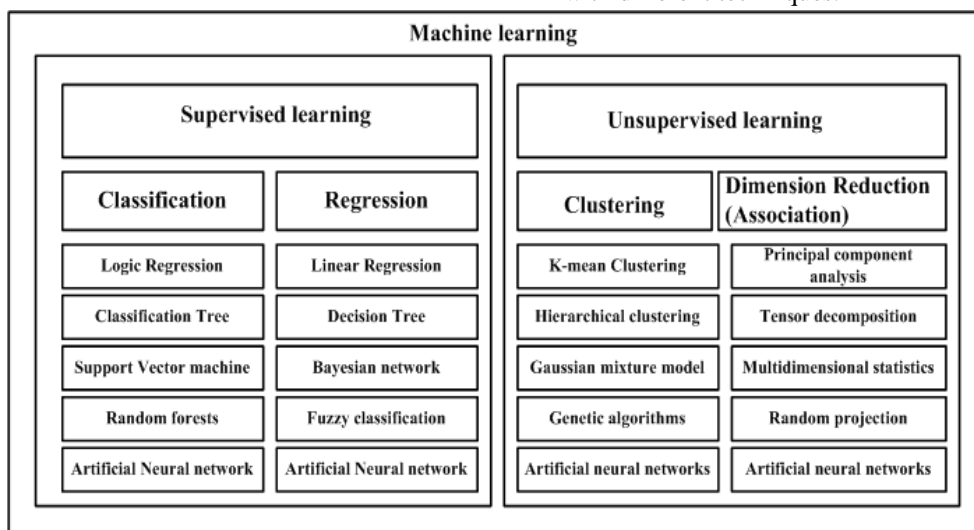 Machine learning
Supervised learning
Unsupervised learning
Classification
Regression
Clustering
Dimension Reduction
(Association)
Logic Regression
Linear Regression
K-mean Clustering
Principal component
analysis
Classification Tree
Decision Tree
Hierarchical clustering
Tensor decomposition
Support Vector machine
Bayesian network
Gaussian mixture model
Multidimensional statistics
Random forests
Fuzzy classification
Genetic algorithms
Random projection
Artificial Neural network
Artificial Neural network
Artificial neural networks
Artificial neural networks